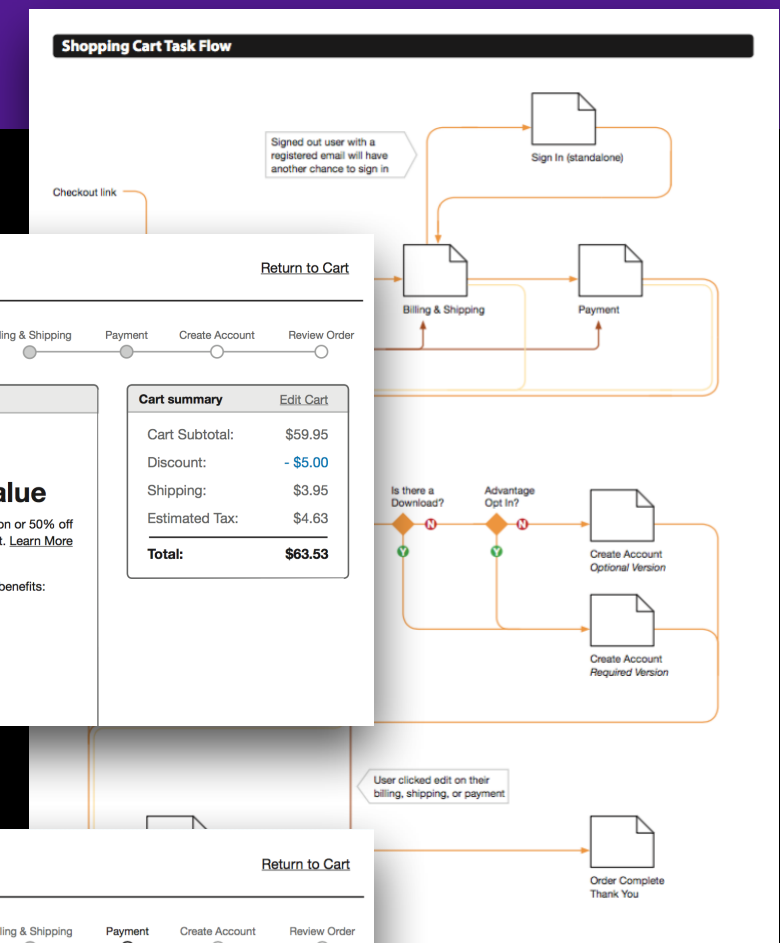 Shopping Cart Task Flow
Signed out user with a
registered email will have
another chance to sign in
Sign In (standalone)
Checkout link
Billing & Shipping
Payment
Return to Cart
ing & Shipping
Payment
Create Account
Review Order
Cart summary
Edit Cart
Cart Subtotal:
$59.95
Discount:
- $5.00
Shipping:
$3.95
Estimated Tax:
$4.63
Total:
$63.53
alue
on or 50% off
t. Learn More
benefits:
Is there a
Download?
Advantage
Opt In?
N
N
Y
Y
Create Account
Optional Version
Create Account
Required Version
User clicked edit on their
billing, shipping, or payment
Order Complete
Thank You
Return to Cart
ling & Shipping
Payment
Create Account
Review Order